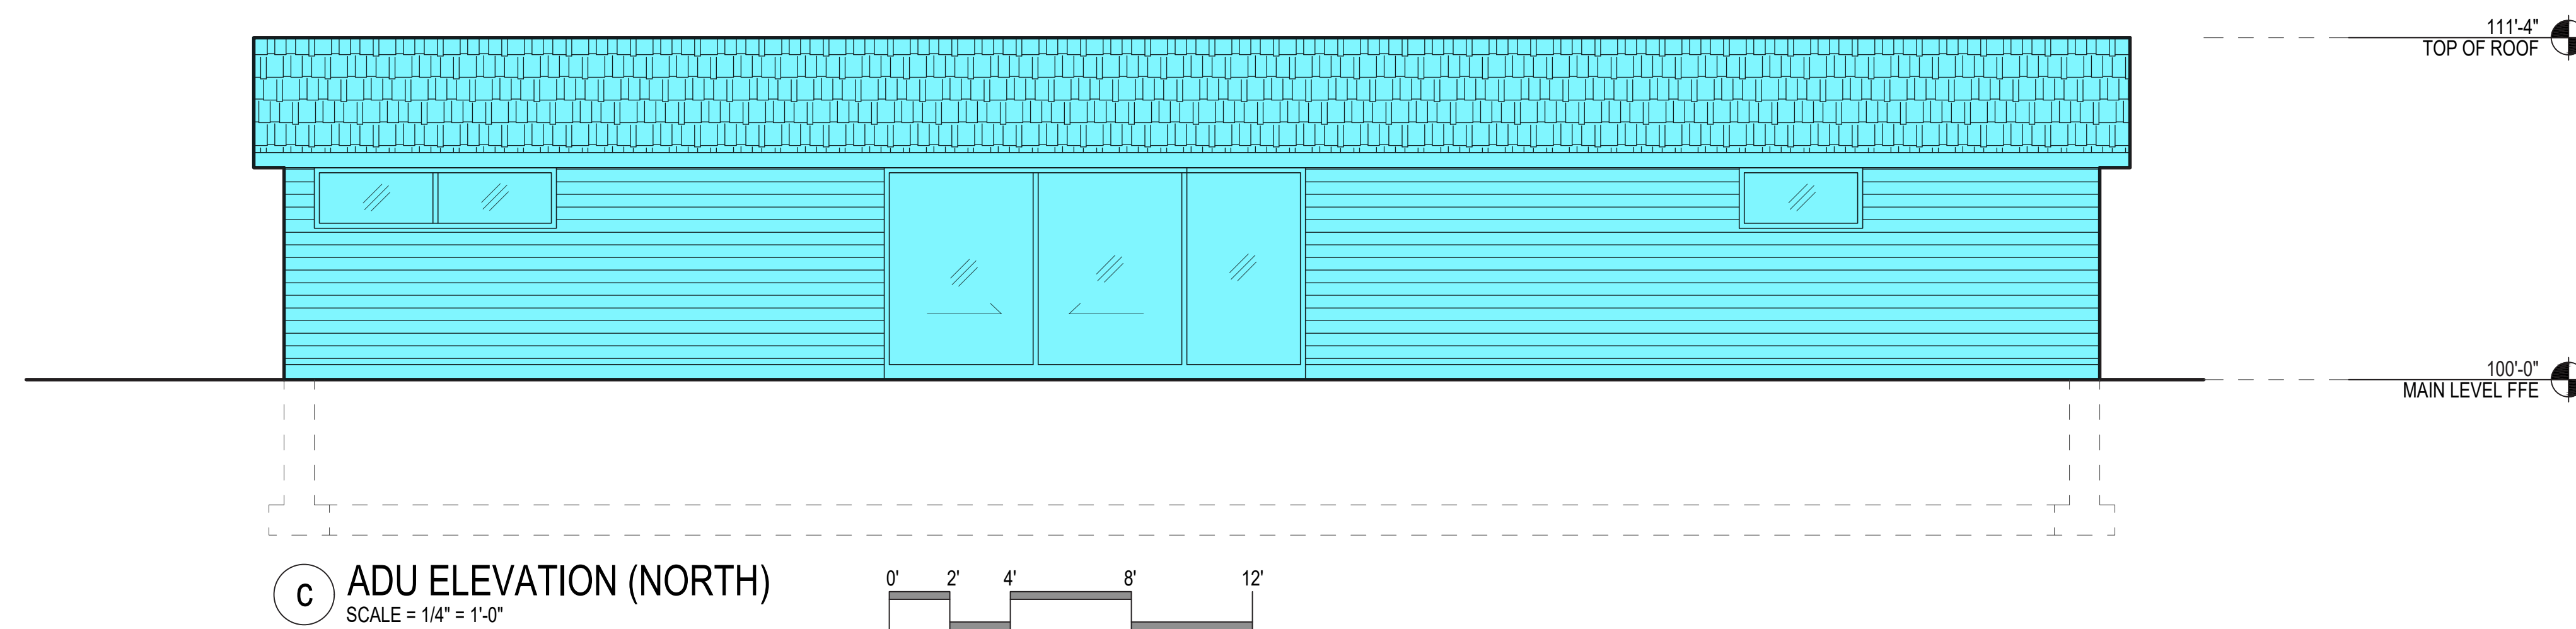 111'-4"
TOP OF ROOF
100'-0"
MAIN LEVEL FFE
C
ADU ELEVATION (NORTH)
SCALE = 1/4" = 1'-0"
0' 2' 4' 8' 12'